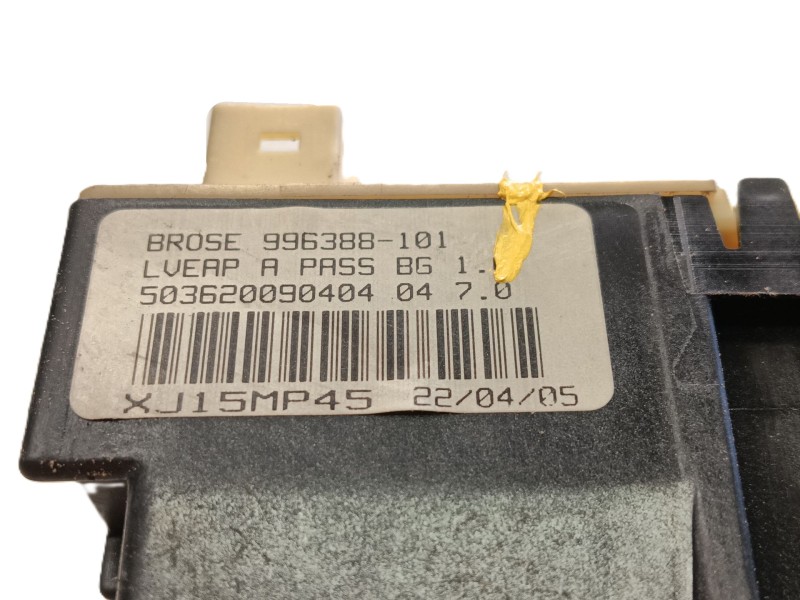 BROSE 996388-101
LVEAP A PASS BG
503620090404 04 7.0
XJ15MP45 22/04/05